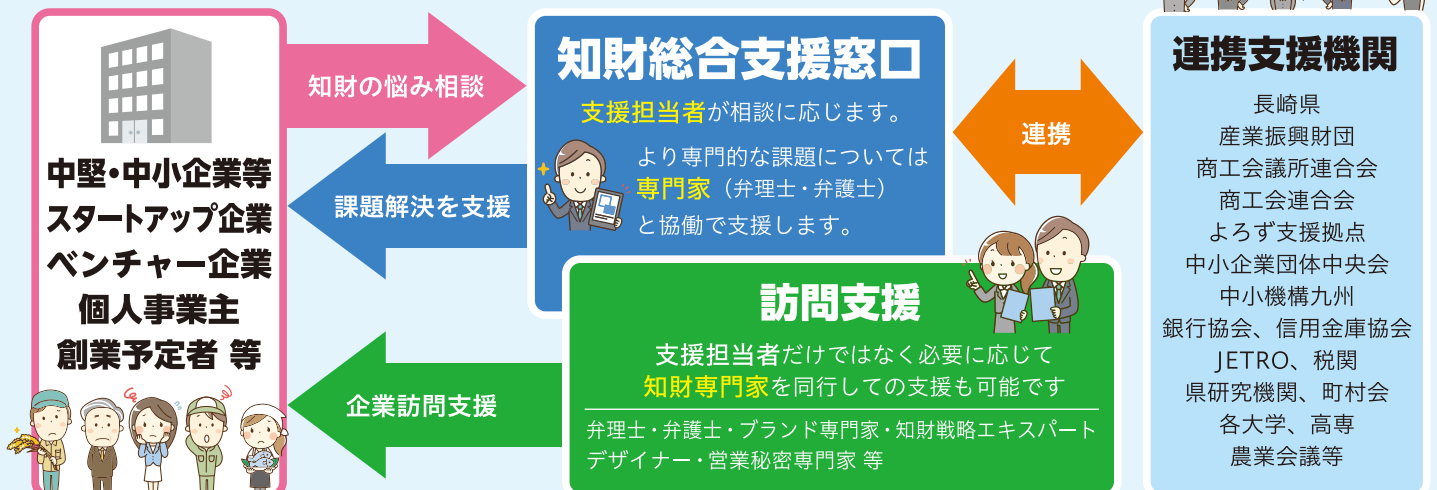 中堅・中小企業等
スタートアップ企業
ベンチャー企業
個人事業主
創業予定者 等
知財の悩み相談
課題解決を支援
企業訪問支援
知財総合支援窓口
支援担当者が相談に応じます。
より専門的な課題については
専門家（弁理士・弁護士）
と協働で支援します。
訪問支援
支援担当者だけではなく必要に応じて
知財専門家を同行しての支援も可能です
弁理士・弁護士・ブランド専門家・知財戦略エキスパート
デザイナー・営業秘密専門家 等
連携
連携支援機関
長崎県
産業振興財団
商工会議所連合会
商工会連合会
よろず支援拠点
中小企業団体中央会
中小機構九州
銀行協会、信用金庫協会
JETRO、税関
県研究機関、町村会
各大学、高専
農業会議等